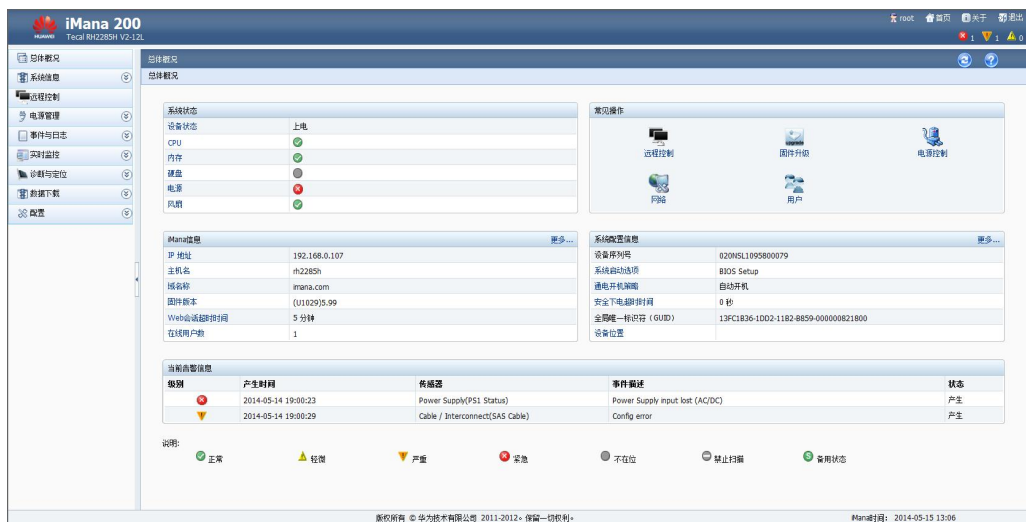 HUAWEI iMana 200
Tecal RH2285H V2-12L
root 首页 关于 退出
1 1 0
总体概况
系统信息
远程控制
电源管理
事件与日志
实时监控
诊断与定位
数据下载
配置
总体概况
总体概况
系统状态
设备状态 上电
CPU
内存
硬盘
电源
风扇
常见操作
远程控制 固件升级 电源控制
网络 用户
iMana信息 更多...
IP 地址 192.168.0.107
主机名 rh2285h
域名称 imana.com
固件版本 (U1029)5.99
Web会话超时时间 5 分钟
在线用户数 1
系统配置信息 更多...
设备序列号 020NSL1095800079
系统启动选项 BIOS Setup
通电开机策略 自动开机
安全下电超时时间 0 秒
全局唯一标识符 (GUID) 13FC1B36-1DD2-11B2-B859-000000821800
设备位置
当前告警信息
级别 产生时间 传感器 事件描述 状态
2014-05-14 19:00:23 Power Supply(PS1 Status) Power Supply input lost (AC/DC) 产生
2014-05-14 19:00:29 Cable / Interconnect(SAS Cable) Config error 产生
说明:
正常 轻微 严重 紧急 不在位 禁止扫描 备用状态
版权所有 © 华为技术有限公司 2011-2012。保留一切权利。 iMana时间: 2014-05-15 13:06